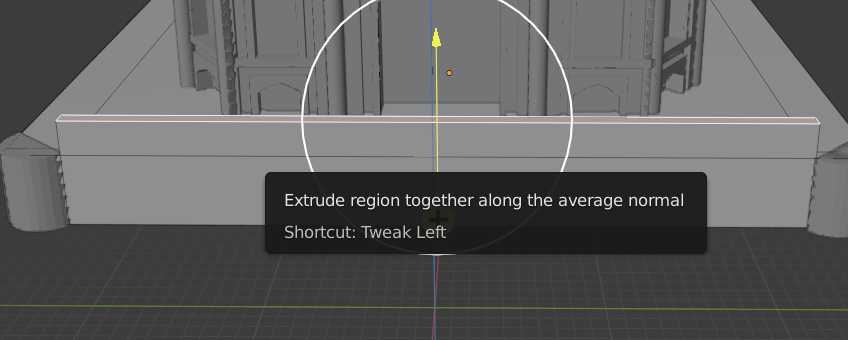 Extrude region together along the average normal
Shortcut: Tweak Left